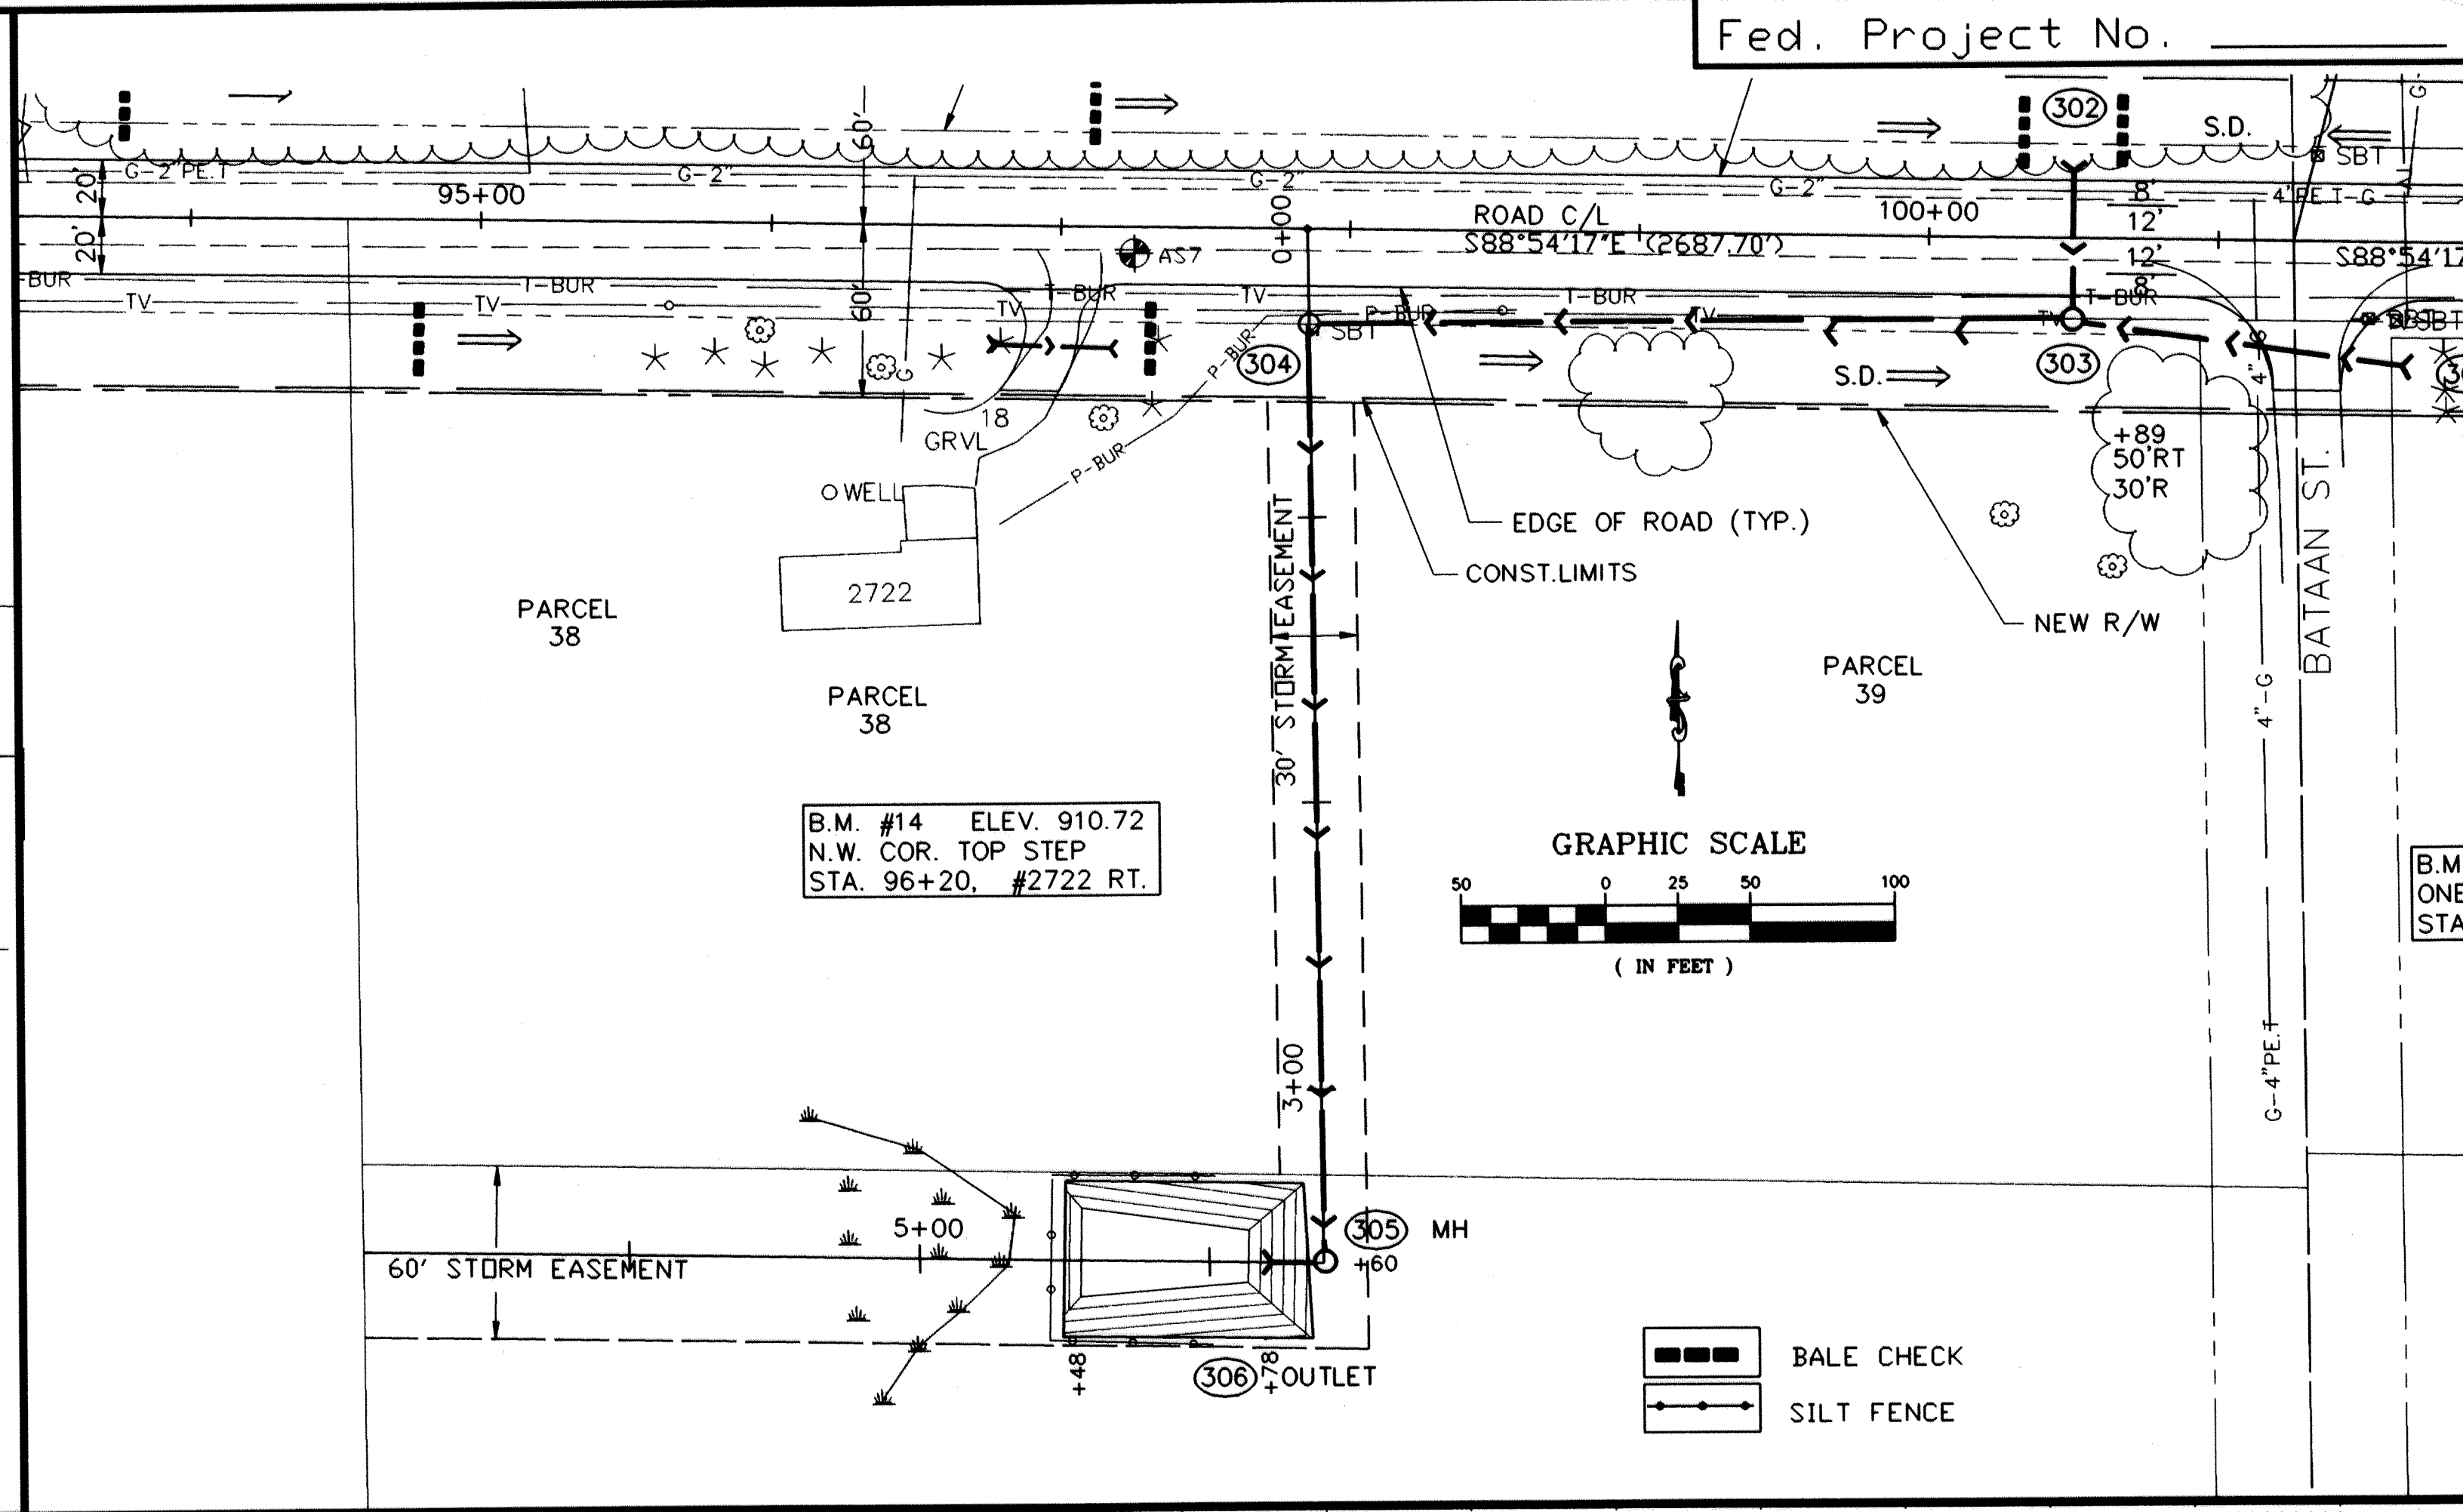 Fed. Project No.
302
S.D.
SBT
G-2"PE.T
G-2"
G-2"
G-2"
4'PE.T-G
60'
20'
20'
95+00
100+00
8'
12'
12'
8'
0+00
ROAD C/L
S88°54'17"E (2687.70')
S88°54'17
AS7
-BUR
T-BUR
T-BUR
T-BUR
T-BUR
TV
TV
TV
TV
TV
TV
60'
P-BUR
SBT
SBT
304
303
S.D.
4"-G
G
P-BUR
P-BUR
18
GRVL
WELL
+89
50'RT
30'R
EDGE OF ROAD (TYP.)
CONST.LIMITS
NEW R/W
BATAAN ST.
30' STORM EASEMENT
2722
PARCEL
38
PARCEL
38
PARCEL
39
4"-G
B.M. #14 ELEV. 910.72
N.W. COR. TOP STEP
STA. 96+20, #2722 RT.
GRAPHIC SCALE
50 0 25 50 100
( IN FEET )
B.M
ONE
STA
3+00
G-4"PE.T
5+00
305 MH
+60
60' STORM EASEMENT
+48
306
+78
OUTLET
BALE CHECK
SILT FENCE